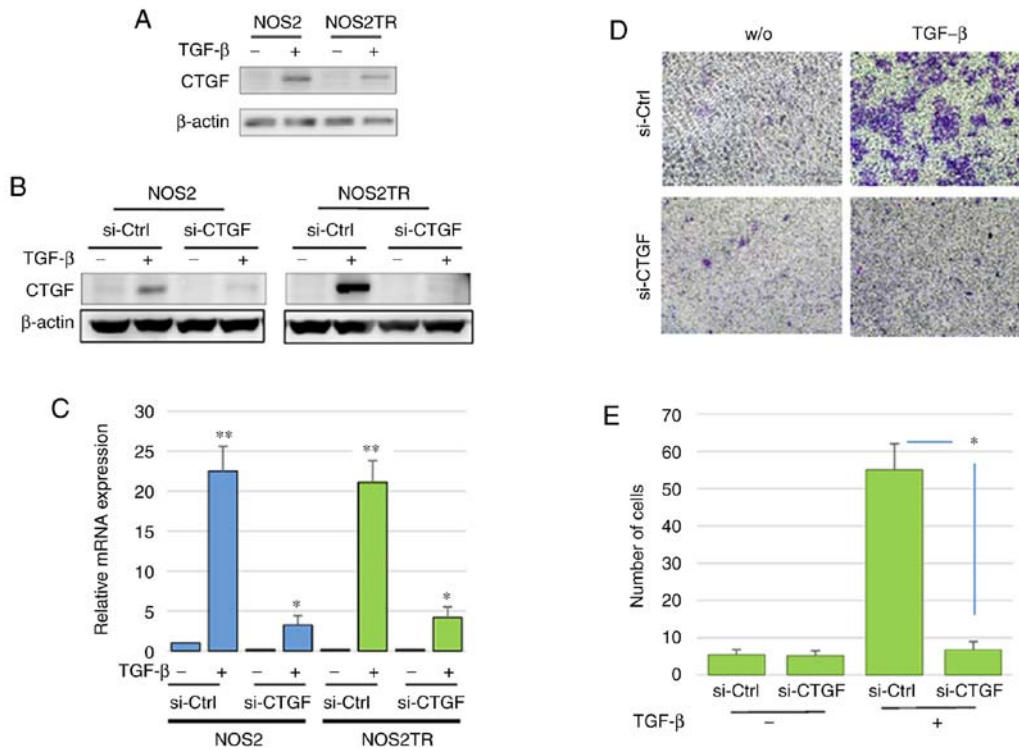 A
NOS2 NOS2TR
TGF-β − + − +
CTGF
β-actin
B
NOS2 NOS2TR
si-Ctrl si-CTGF si-Ctrl si-CTGF
TGF-β − + − + − + − +
CTGF
β-actin
C
Relative mRNA expression
30
25
20
15
10
5
0
** * ** *
TGF-β − + − + − + − +
si-Ctrl si-CTGF si-Ctrl si-CTGF
NOS2 NOS2TR
D
w/o TGF−β
si-Ctrl
si-CTGF
E
Number of cells
70
60
50
40
30
20
10
0
*
si-Ctrl si-CTGF si-Ctrl si-CTGF
TGF-β − +